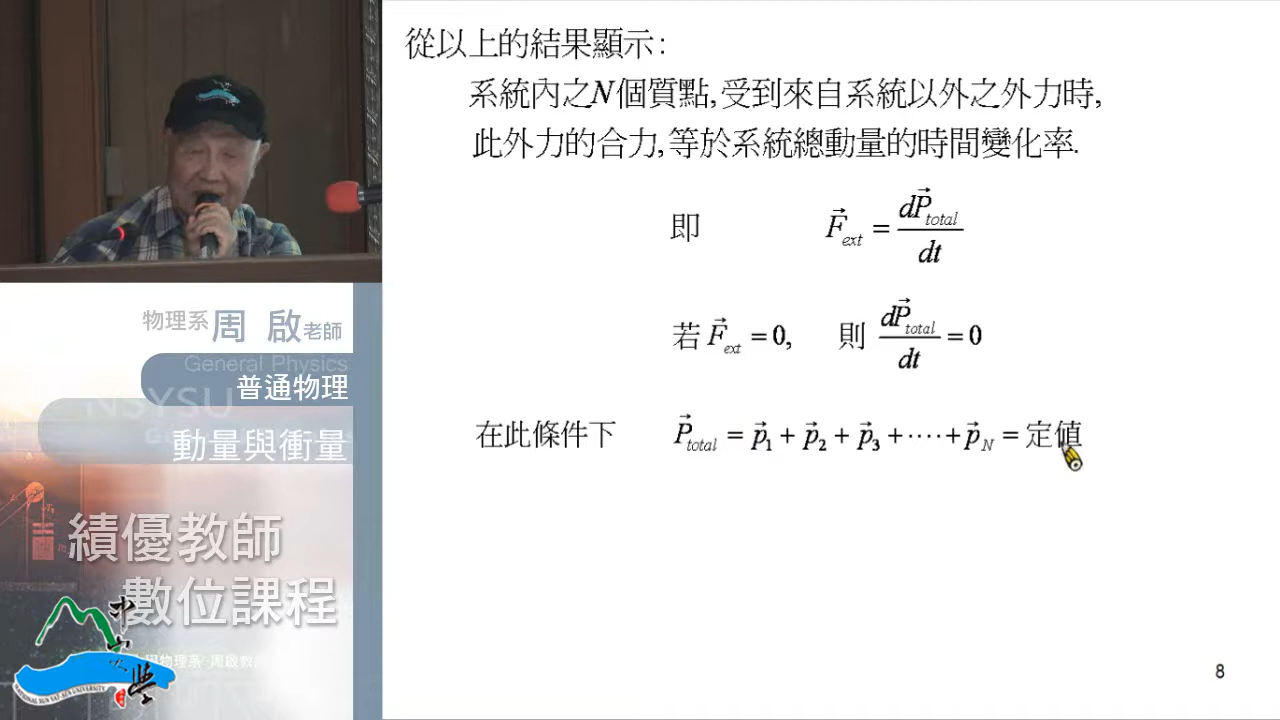 從以上的結果顯示:
系統內之N個質點,受到來自系統以外之外力時,
此外力的合力,等於系統總動量的時間變化率.
即 F⃗ext = dP⃗total/dt
若 F⃗ext = 0, 則 dP⃗total/dt = 0
在此條件下 P⃗total = p⃗1 + p⃗2 + p⃗3 + ···· + p⃗N = 定值
8
物理系 周 啟 老師
General Physics
普通物理
NSYSU
動量與衝量
績優教師
數位課程
NATIONAL SUN YAT-SEN UNIVERSITY